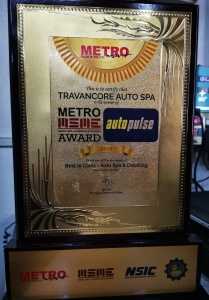 METRO
This is to certify that
TRAVANCORE AUTO SPA
METRO
MSME
AWARD
autopulse
Best in Class - Auto Spa & Detailing
METRO
MSME
NSIC